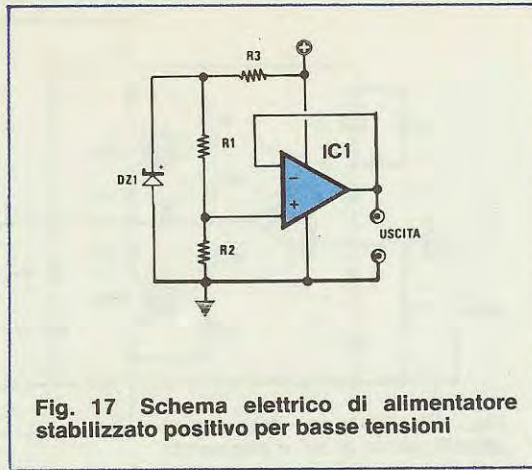 R3
R1
IC1
DZ1
R2
USCITA
Fig. 17 Schema elettrico di alimentatore
stabilizzato positivo per basse tensioni